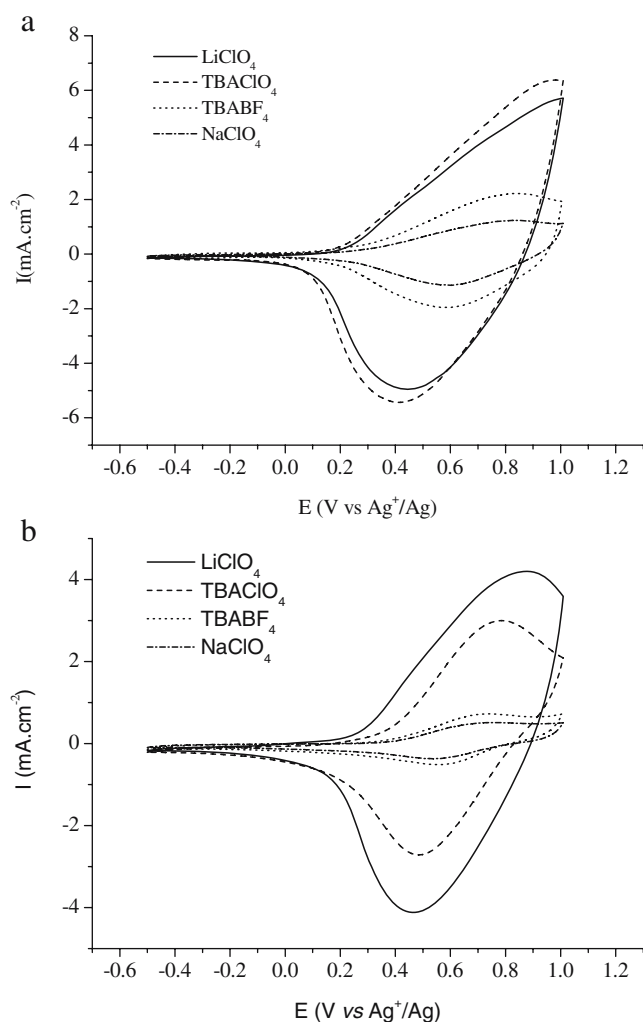 a
8
6
4
2
0
-2
-4
-6
I(mA.cm⁻²)
LiClO₄
TBAClO₄
TBABF₄
NaClO₄
-0.6 -0.4 -0.2 0.0 0.2 0.4 0.6 0.8 1.0 1.2
E (V vs Ag⁺/Ag)
b
4
2
0
-2
-4
I (mA.cm⁻²)
LiClO₄
TBAClO₄
TBABF₄
NaClO₄
-0.6 -0.4 -0.2 0.0 0.2 0.4 0.6 0.8 1.0 1.2
E (V vs Ag⁺/Ag)